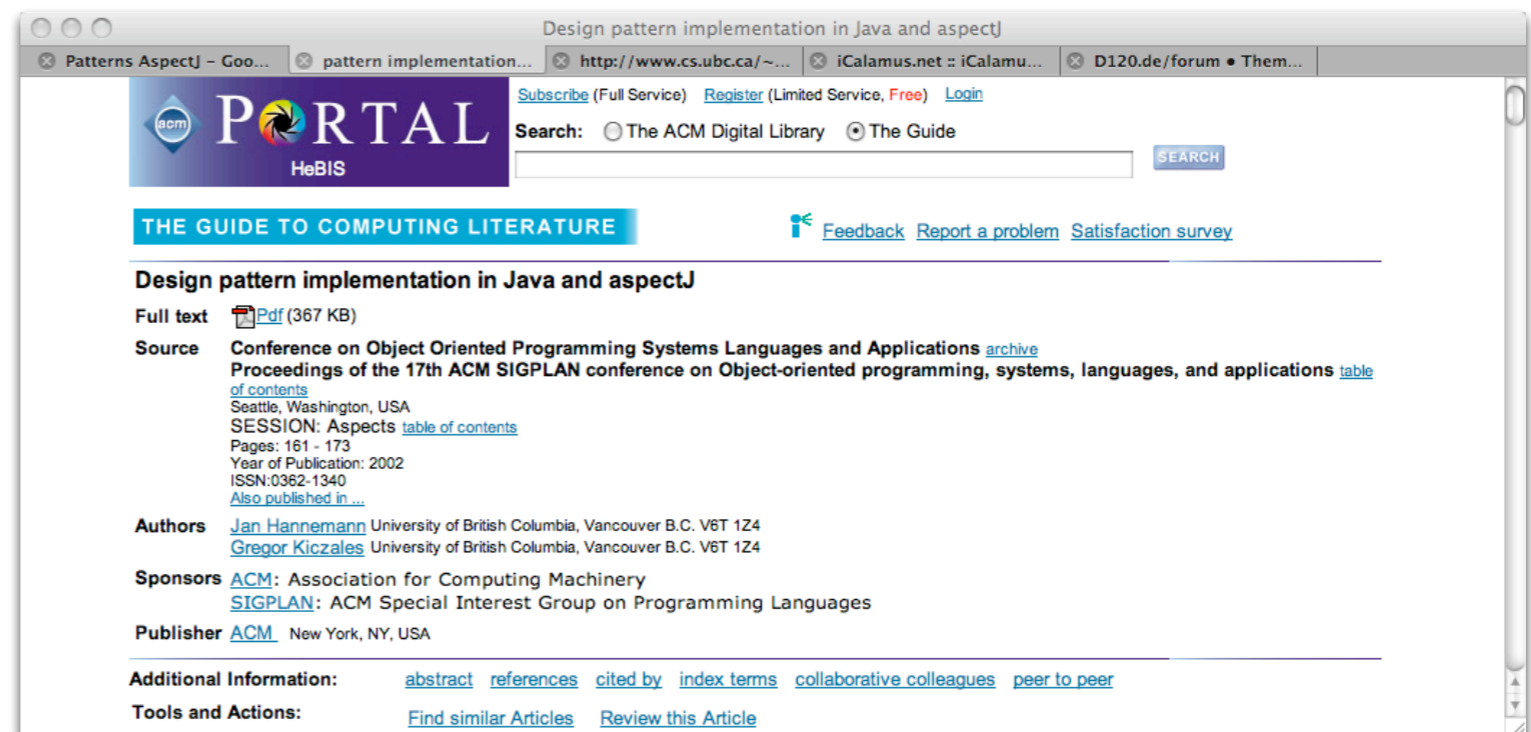 Design pattern implementation in Java and aspectJ
Patterns AspectJ – Goo... pattern implementation... http://www.cs.ubc.ca/~... iCalamus.net :: iCalamu... D120.de/forum • Them...
acm PORTAL
HeBIS
Subscribe (Full Service) Register (Limited Service, Free) Login
Search: The ACM Digital Library The Guide
SEARCH
THE GUIDE TO COMPUTING LITERATURE
Feedback Report a problem Satisfaction survey
Design pattern implementation in Java and aspectJ
Full text Pdf (367 KB)
Source Conference on Object Oriented Programming Systems Languages and Applications archive
Proceedings of the 17th ACM SIGPLAN conference on Object-oriented programming, systems, languages, and applications table
of contents
Seattle, Washington, USA
SESSION: Aspects table of contents
Pages: 161 - 173
Year of Publication: 2002
ISSN:0362-1340
Also published in ...
Authors Jan Hannemann University of British Columbia, Vancouver B.C. V6T 1Z4
Gregor Kiczales University of British Columbia, Vancouver B.C. V6T 1Z4
Sponsors ACM: Association for Computing Machinery
SIGPLAN: ACM Special Interest Group on Programming Languages
Publisher ACM New York, NY, USA
Additional Information: abstract references cited by index terms collaborative colleagues peer to peer
Tools and Actions: Find similar Articles Review this Article